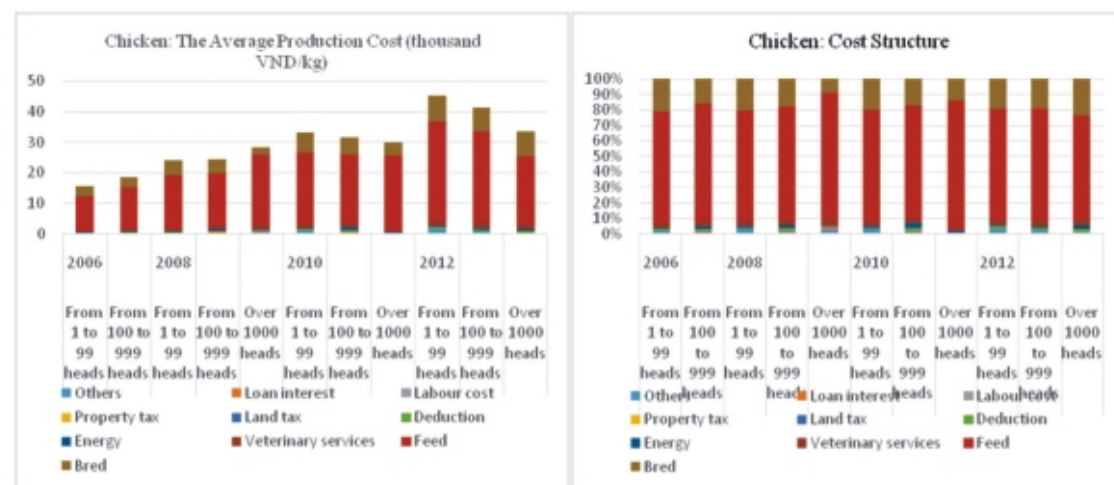 Chicken: The Average Production Cost (thousand
VND/kg)
50
40
30
20
10
0
2006
2008
2010
2012
From 1 to 99 heads
From 100 to 999 heads
From 1 to 99 heads
From 100 to 999 heads
Over 1000 heads
From 1 to 99 heads
From 100 to 999 heads
Over 1000 heads
From 1 to 99 heads
From 100 to 999 heads
Over 1000 heads
Others
Loan interest
Labour cost
Property tax
Land tax
Deduction
Energy
Veterinary services
Feed
Bred
Chicken: Cost Structure
100%
90%
80%
70%
60%
50%
40%
30%
20%
10%
0%
2006
2008
2010
2012
From 1 to 99 heads
From 100 to 999 heads
From 1 to 99 heads
From 100 to 999 heads
Over 1000 heads
From 1 to 99 heads
From 100 to 999 heads
Over 1000 heads
From 1 to 99 heads
From 100 to 999 heads
Over 1000 heads
Others
Loan interest
Labour cost
Property tax
Land tax
Deduction
Energy
Veterinary services
Feed
Bred